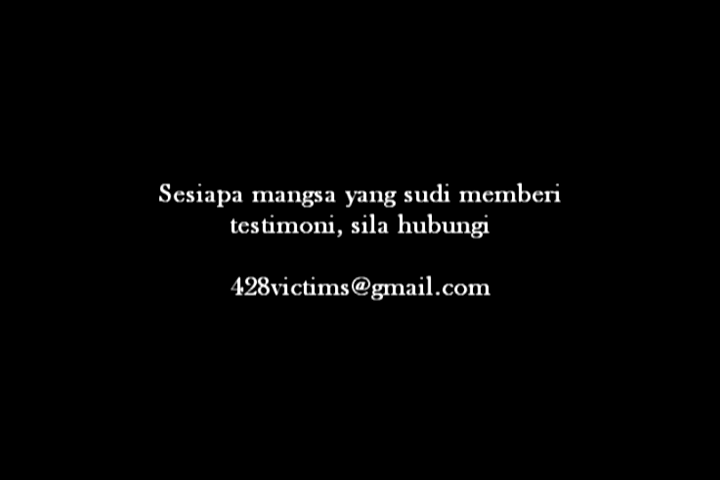 Sesiapa mangsa yang sudi memberi
testimoni, sila hubungi
428victims@gmail.com